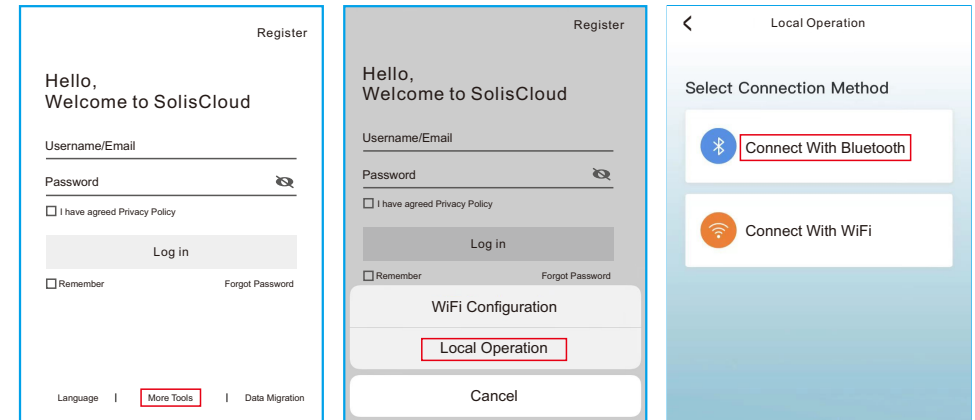 Register
Hello,
Welcome to SolisCloud
Username/Email
Password
I have agreed Privacy Policy
Log in
Remember Forgot Password
Language | More Tools | Data Migration
Register
Hello,
Welcome to SolisCloud
Username/Email
Password
I have agreed Privacy Policy
Log in
Remember Forgot Password
WiFi Configuration
Local Operation
Cancel
Local Operation
Select Connection Method
Connect With Bluetooth
Connect With WiFi